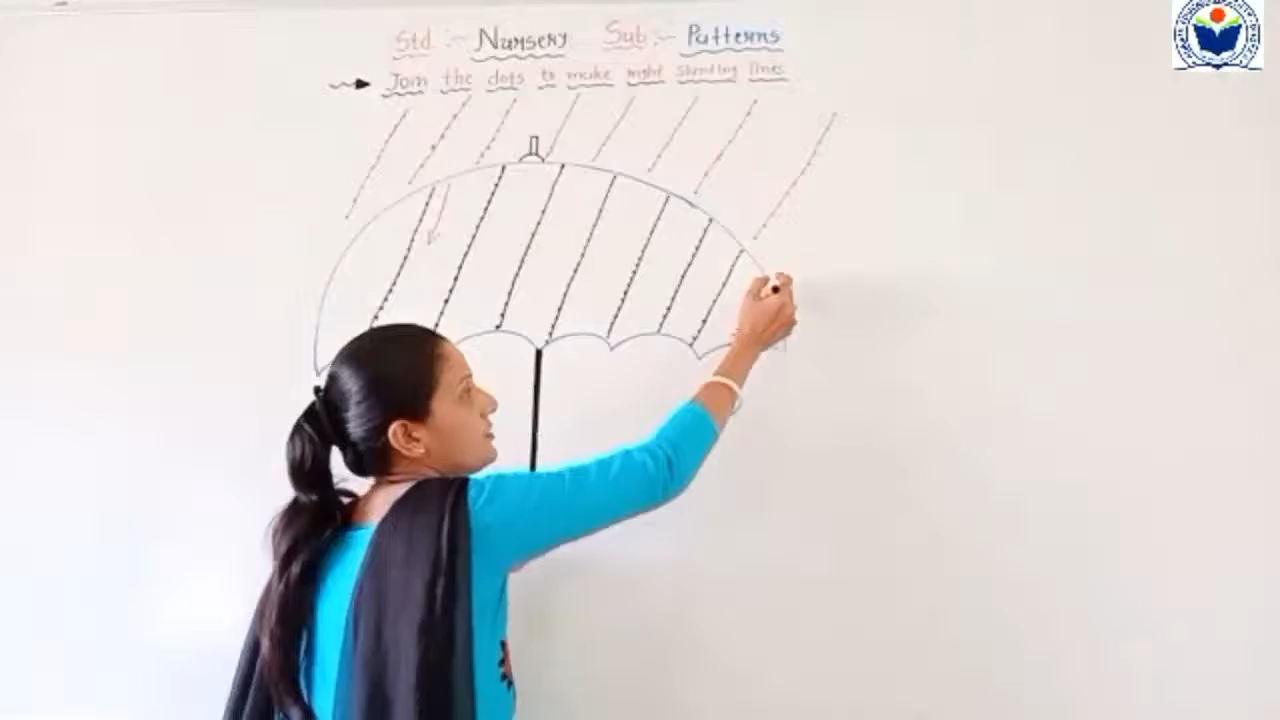 Std :- Nursery Sub :- Patterns
Join the dots to make right slanting lines